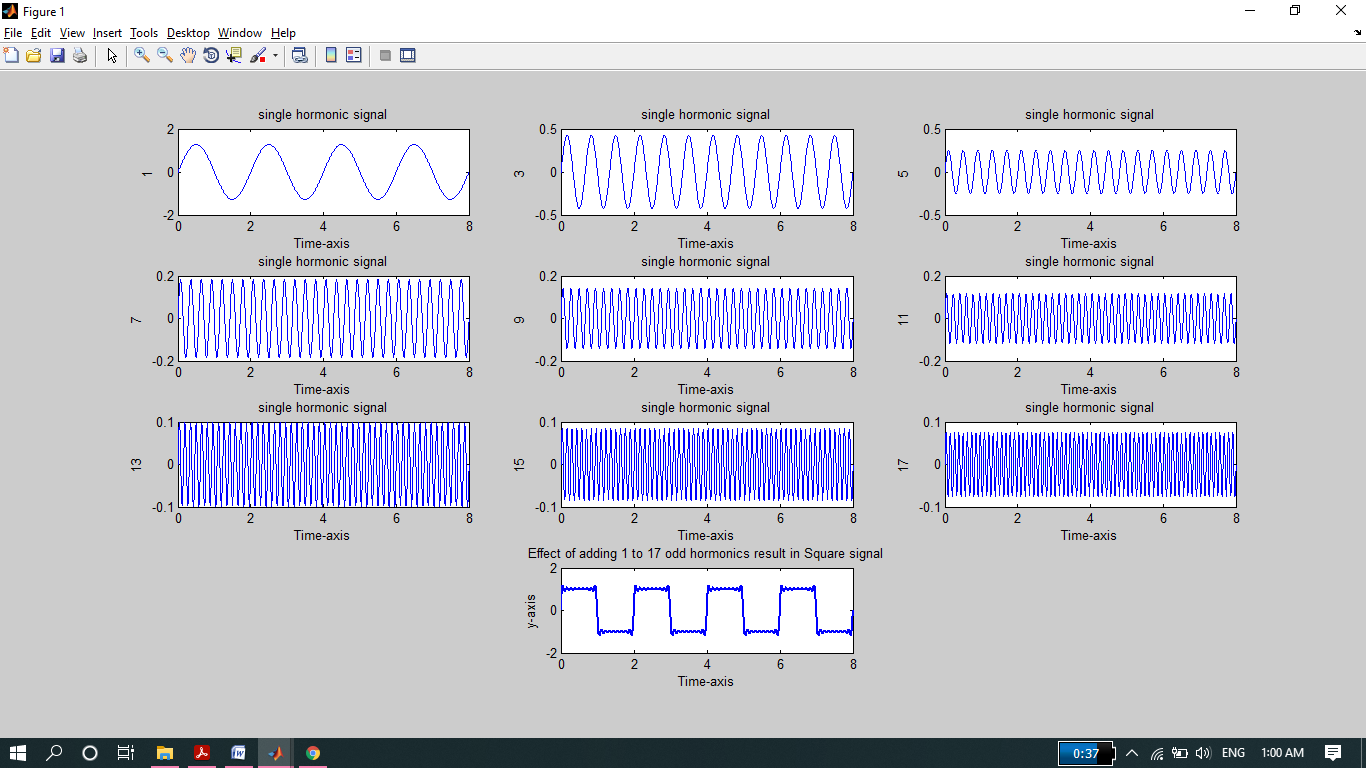 Figure 1
File Edit View Insert Tools Desktop Window Help
single hormonic signal single hormonic signal single hormonic signal
2 0.5 0.5
1 0 3 0 5 0
-2 -0.5 -0.5
0 2 4 6 8 0 2 4 6 8 0 2 4 6 8
Time-axis Time-axis Time-axis
single hormonic signal single hormonic signal single hormonic signal
0.2 0.2 0.2
7 0 9 0 11 0
-0.2 -0.2 -0.2
0 2 4 6 8 0 2 4 6 8 0 2 4 6 8
Time-axis Time-axis Time-axis
single hormonic signal single hormonic signal single hormonic signal
0.1 0.1 0.1
13 0 15 0 17 0
-0.1 -0.1 -0.1
0 2 4 6 8 0 2 4 6 8 0 2 4 6 8
Time-axis Time-axis Time-axis
Effect of adding 1 to 17 odd hormonics result in Square signal
2
y-axis 0
-2
0 2 4 6 8
Time-axis
0:37 ENG 1:00 AM